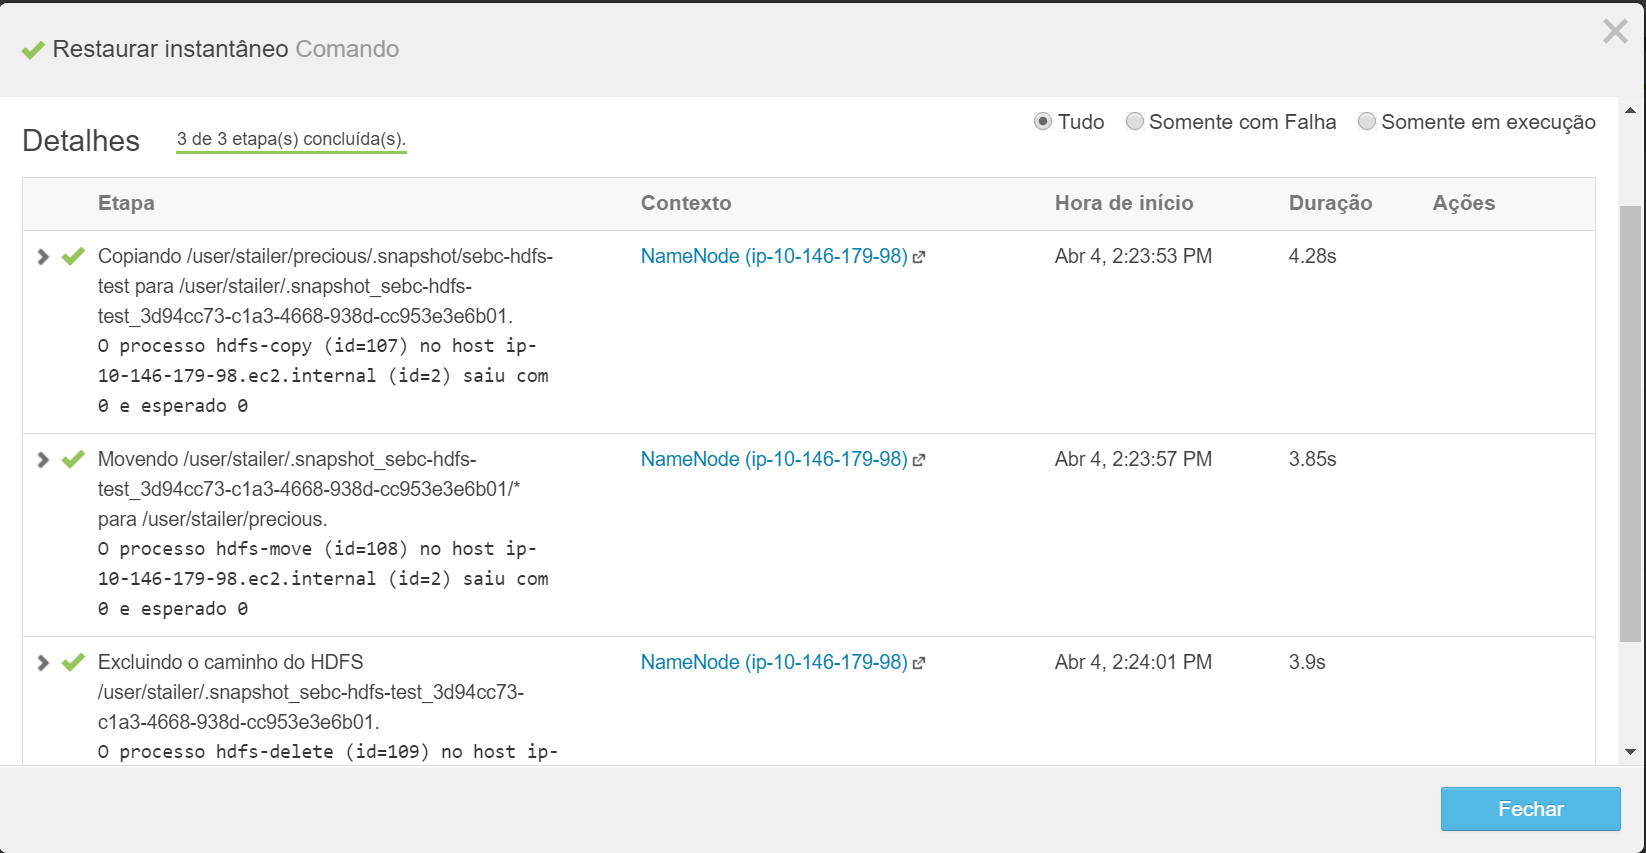 Restaurar instantâneo Comando
Detalhes 3 de 3 etapa(s) concluída(s). Tudo Somente com Falha Somente em execução
Etapa Contexto Hora de início Duração Ações
Copiando /user/stailer/precious/.snapshot/sebc-hdfs- NameNode (ip-10-146-179-98) Abr 4, 2:23:53 PM 4.28s
test para /user/stailer/.snapshot_sebc-hdfs-
test_3d94cc73-c1a3-4668-938d-cc953e3e6b01.
O processo hdfs-copy (id=107) no host ip-
10-146-179-98.ec2.internal (id=2) saiu com
0 e esperado 0
Movendo /user/stailer/.snapshot_sebc-hdfs- NameNode (ip-10-146-179-98) Abr 4, 2:23:57 PM 3.85s
test_3d94cc73-c1a3-4668-938d-cc953e3e6b01/*
para /user/stailer/precious.
O processo hdfs-move (id=108) no host ip-
10-146-179-98.ec2.internal (id=2) saiu com
0 e esperado 0
Excluindo o caminho do HDFS NameNode (ip-10-146-179-98) Abr 4, 2:24:01 PM 3.9s
/user/stailer/.snapshot_sebc-hdfs-test_3d94cc73-
c1a3-4668-938d-cc953e3e6b01.
O processo hdfs-delete (id=109) no host ip-
Fechar